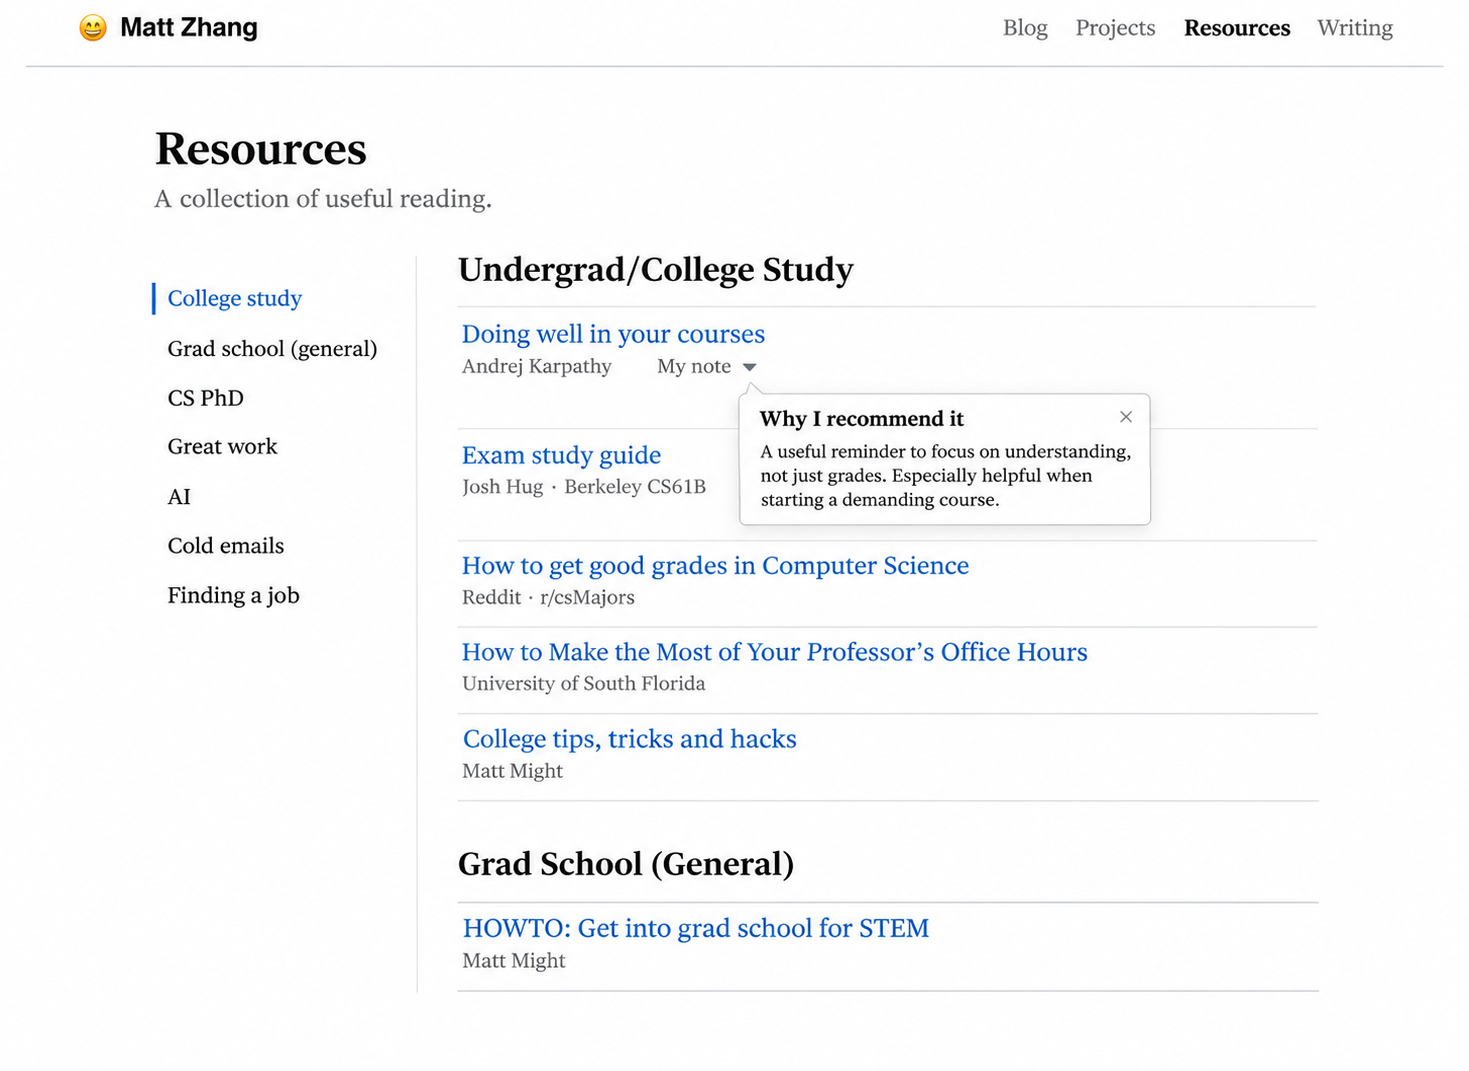 😄 Matt Zhang
Blog Projects Resources Writing
Resources
A collection of useful reading.
College study
Grad school (general)
CS PhD
Great work
AI
Cold emails
Finding a job
Undergrad/College Study
Doing well in your courses
Andrej Karpathy My note
Why I recommend it
A useful reminder to focus on understanding,
not just grades. Especially helpful when
starting a demanding course.
Exam study guide
Josh Hug · Berkeley CS61B
How to get good grades in Computer Science
Reddit · r/csMajors
How to Make the Most of Your Professor’s Office Hours
University of South Florida
College tips, tricks and hacks
Matt Might
Grad School (General)
HOWTO: Get into grad school for STEM
Matt Might